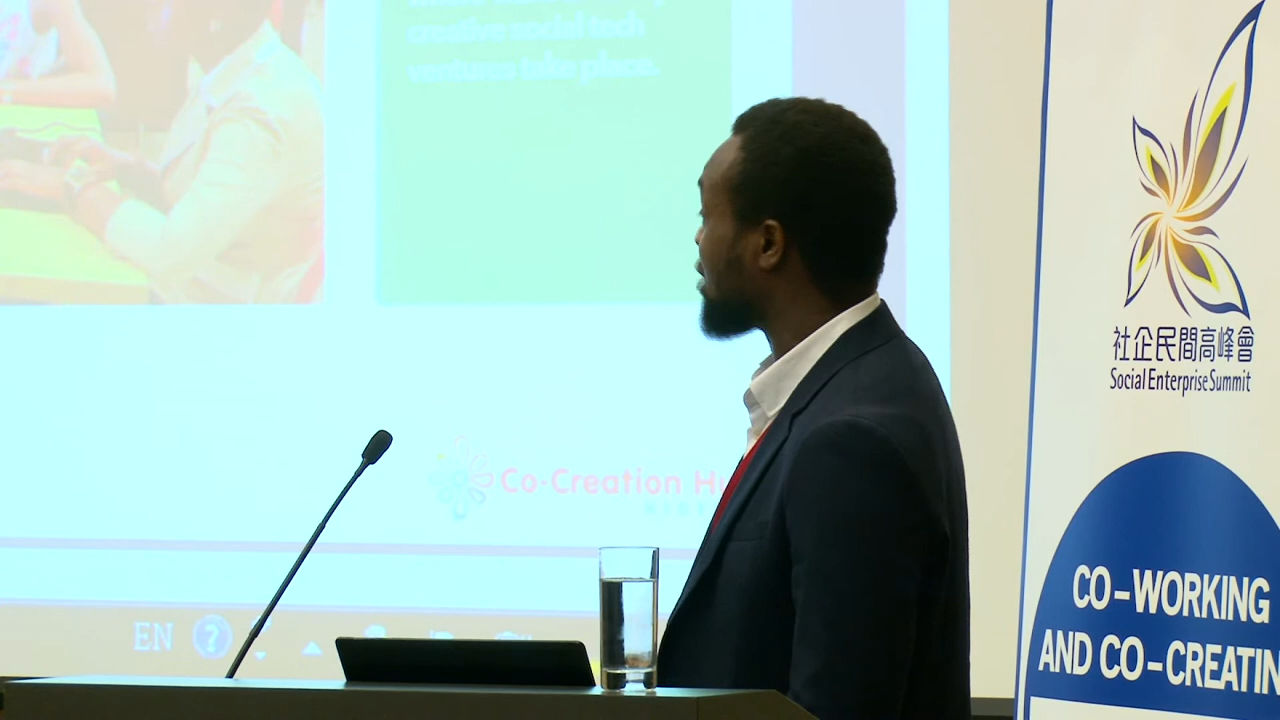 creative social tech
ventures take place.
Co-Creation
EN
?
社企民間高峰會
Social Enterprise Summit
CO-WORKING
AND CO-CREATIN